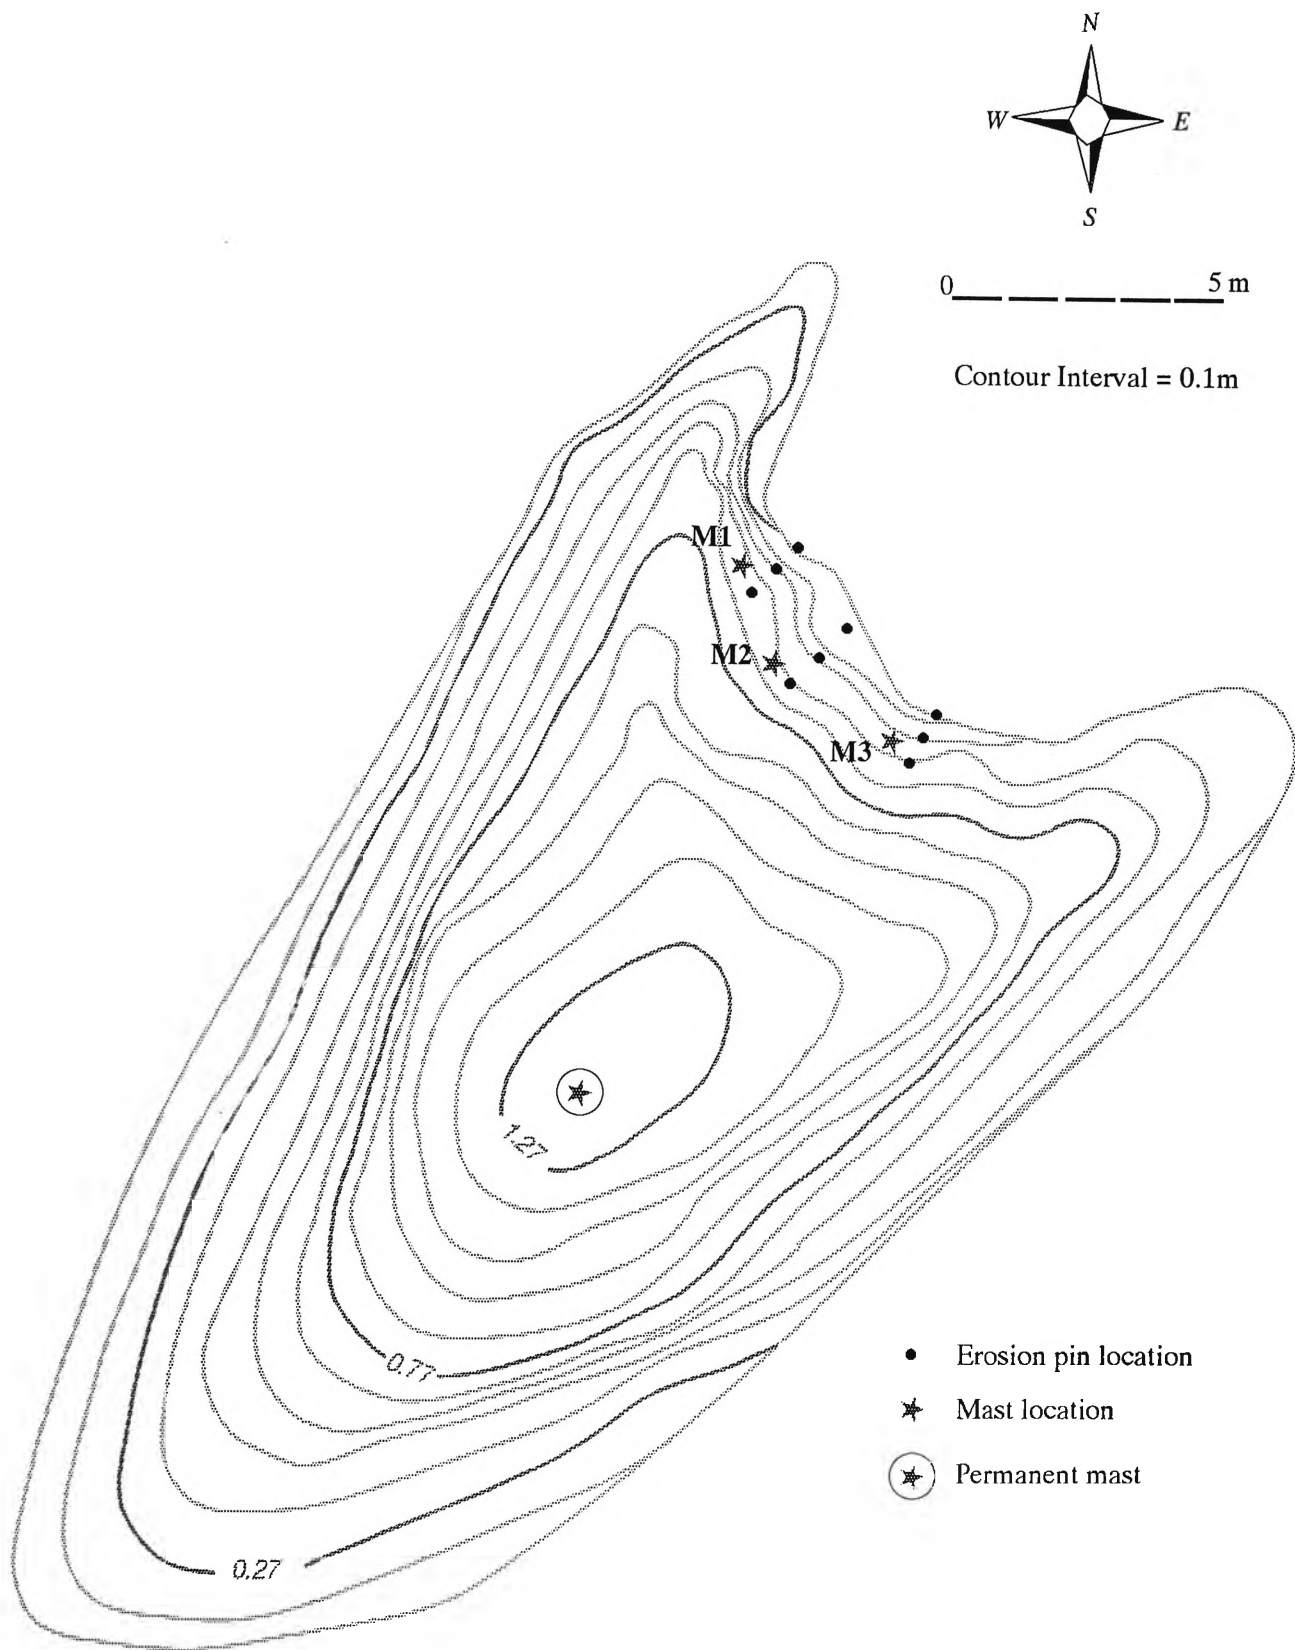 N
W E
S
0 5 m
Contour Interval = 0.1m
M1
M2
M3
1.27
0.77
0.27
Erosion pin location
Mast location
Permanent mast